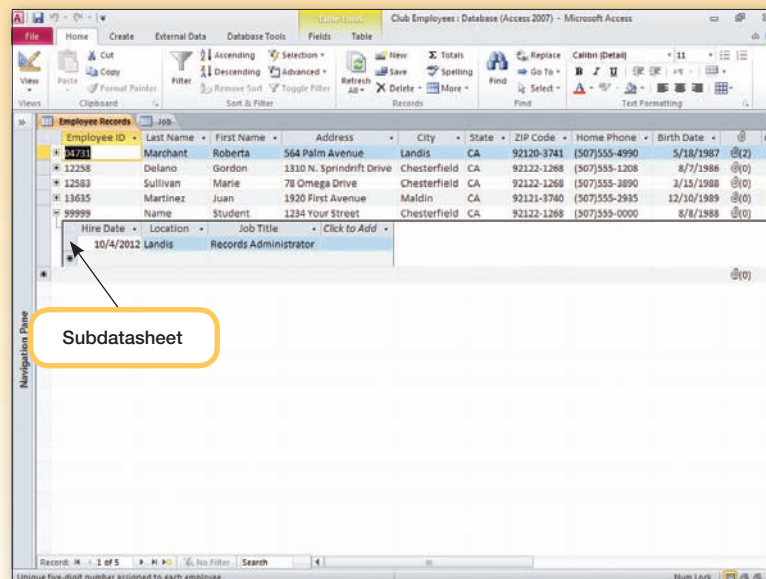 Table Tools
Club Employees : Database (Access 2007) - Microsoft Access
File Home Create External Data Database Tools Fields Table
View
Views
Paste
Cut
Copy
Format Painter
Clipboard
Filter
Ascending
Descending
Remove Sort
Selection
Advanced
Toggle Filter
Sort & Filter
Refresh All
New
Save
Delete
Totals
Spelling
More
Records
Find
Replace
Go To
Select
Find
Calibri (Detail) 11
B I U
A
Text Formatting
Employee Records Job
Employee ID Last Name First Name Address City State ZIP Code Home Phone Birth Date
04731 Marchant Roberta 564 Palm Avenue Landis CA 92120-3741 (507)555-4990 5/18/1987 (2)
12258 Delano Gordon 1310 N. Sprindrift Drive Chesterfield CA 92122-1268 (507)555-1208 8/7/1986 (0)
12583 Sullivan Marie 78 Omega Drive Chesterfield CA 92122-1268 (507)555-3890 3/15/1988 (0)
13635 Martinez Juan 1920 First Avenue Maldin CA 92121-3740 (507)555-2935 12/10/1989 (0)
99999 Name Student 1234 Your Street Chesterfield CA 92122-1268 (507)555-0000 8/8/1988 (0)
Hire Date Location Job Title Click to Add
10/4/2012 Landis Records Administrator
(0)
Subdatasheet
Navigation Pane
Record: 1 of 5 No Filter Search
Unique five-digit number assigned to each employee
Num Lock